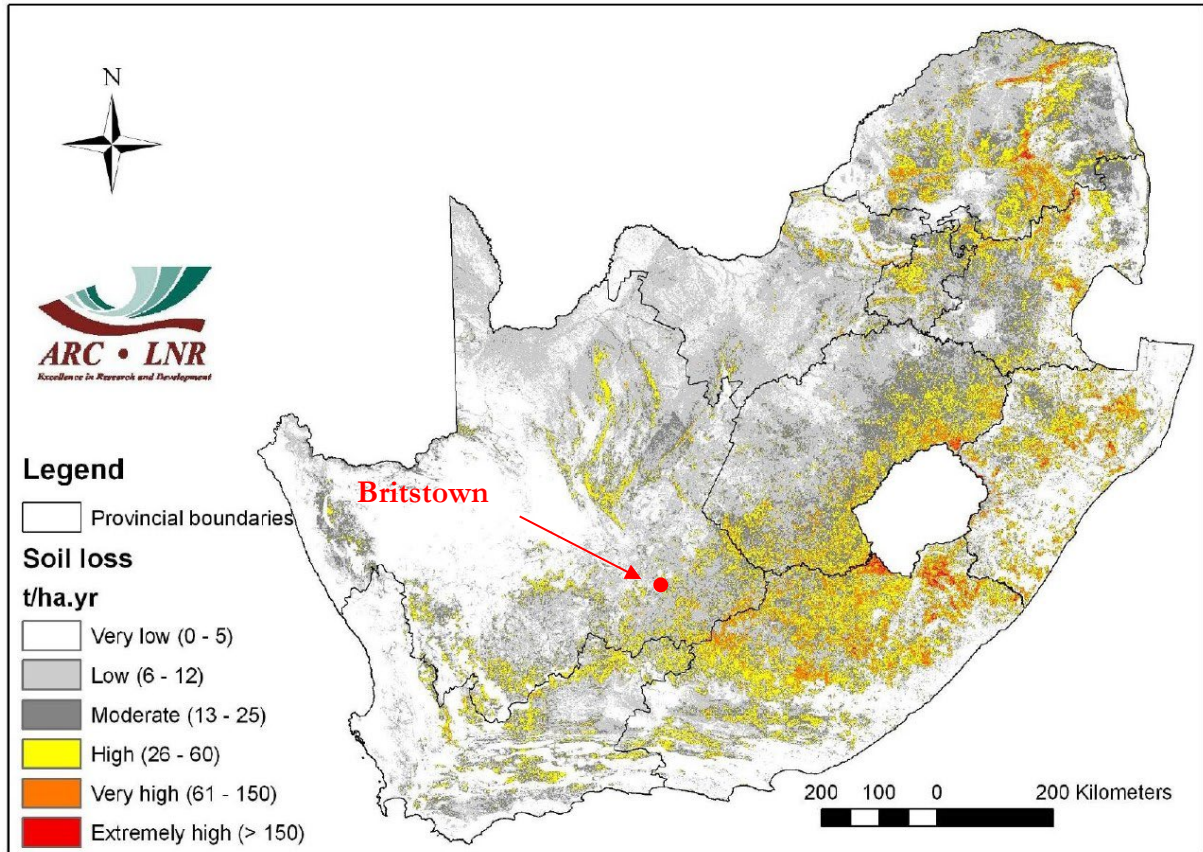 N
ARC • LNR
Excellence in Research and Development
Legend
Provincial boundaries
Soil loss
t/ha.yr
Very low (0 - 5)
Low (6 - 12)
Moderate (13 - 25)
High (26 - 60)
Very high (61 - 150)
Extremely high (> 150)
Britstown
200 100 0 200 Kilometers